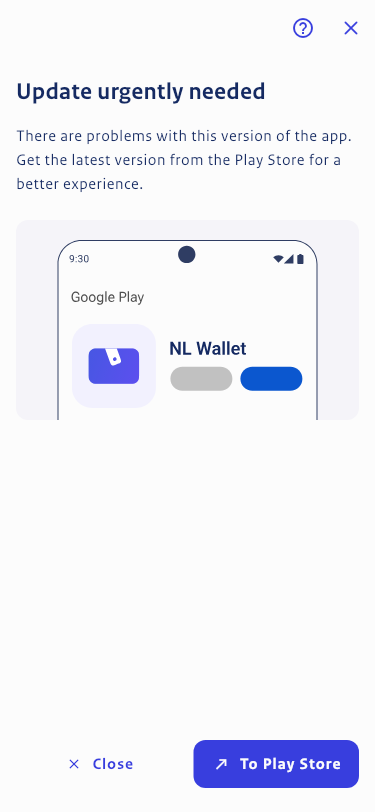 Update urgently needed
There are problems with this version of the app.
Get the latest version from the Play Store for a
better experience.
9:30
Google Play
NL Wallet
Close
To Play Store